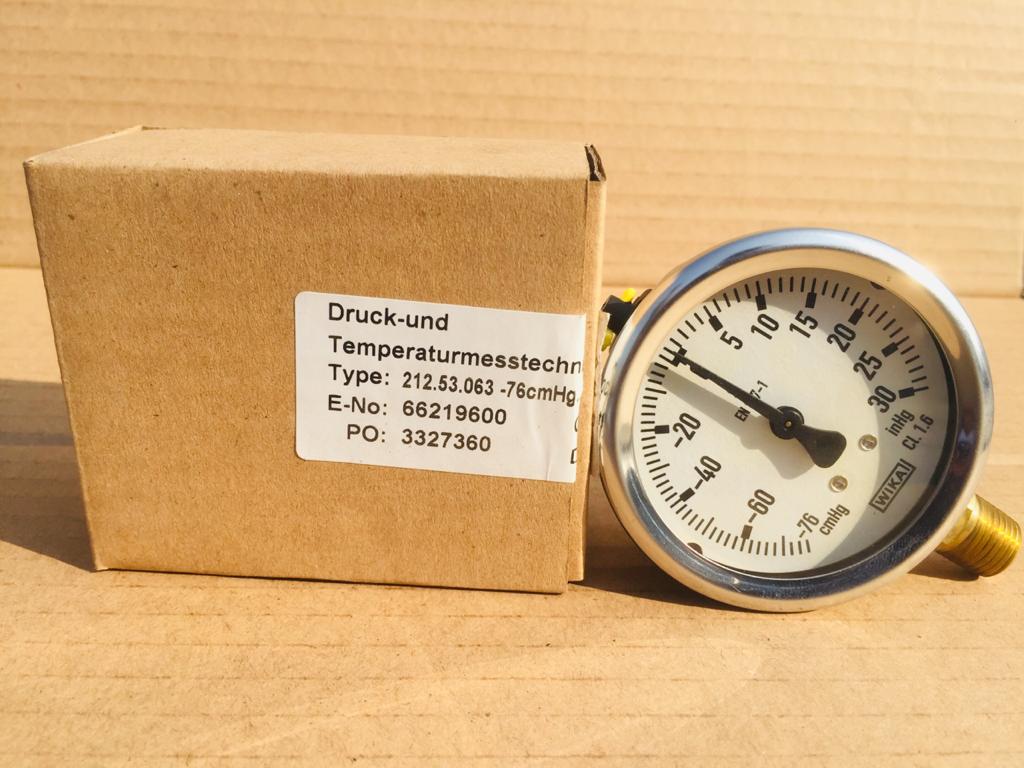 Druck-und
Temperaturmesstechn
Type: 212.53.063 -76cmHg
E-No: 66219600
PO: 3327360
5
10
15
20
25
30
inHg
Cl. 1.6
WIKA
-20
-40
-60
-76
cmHg